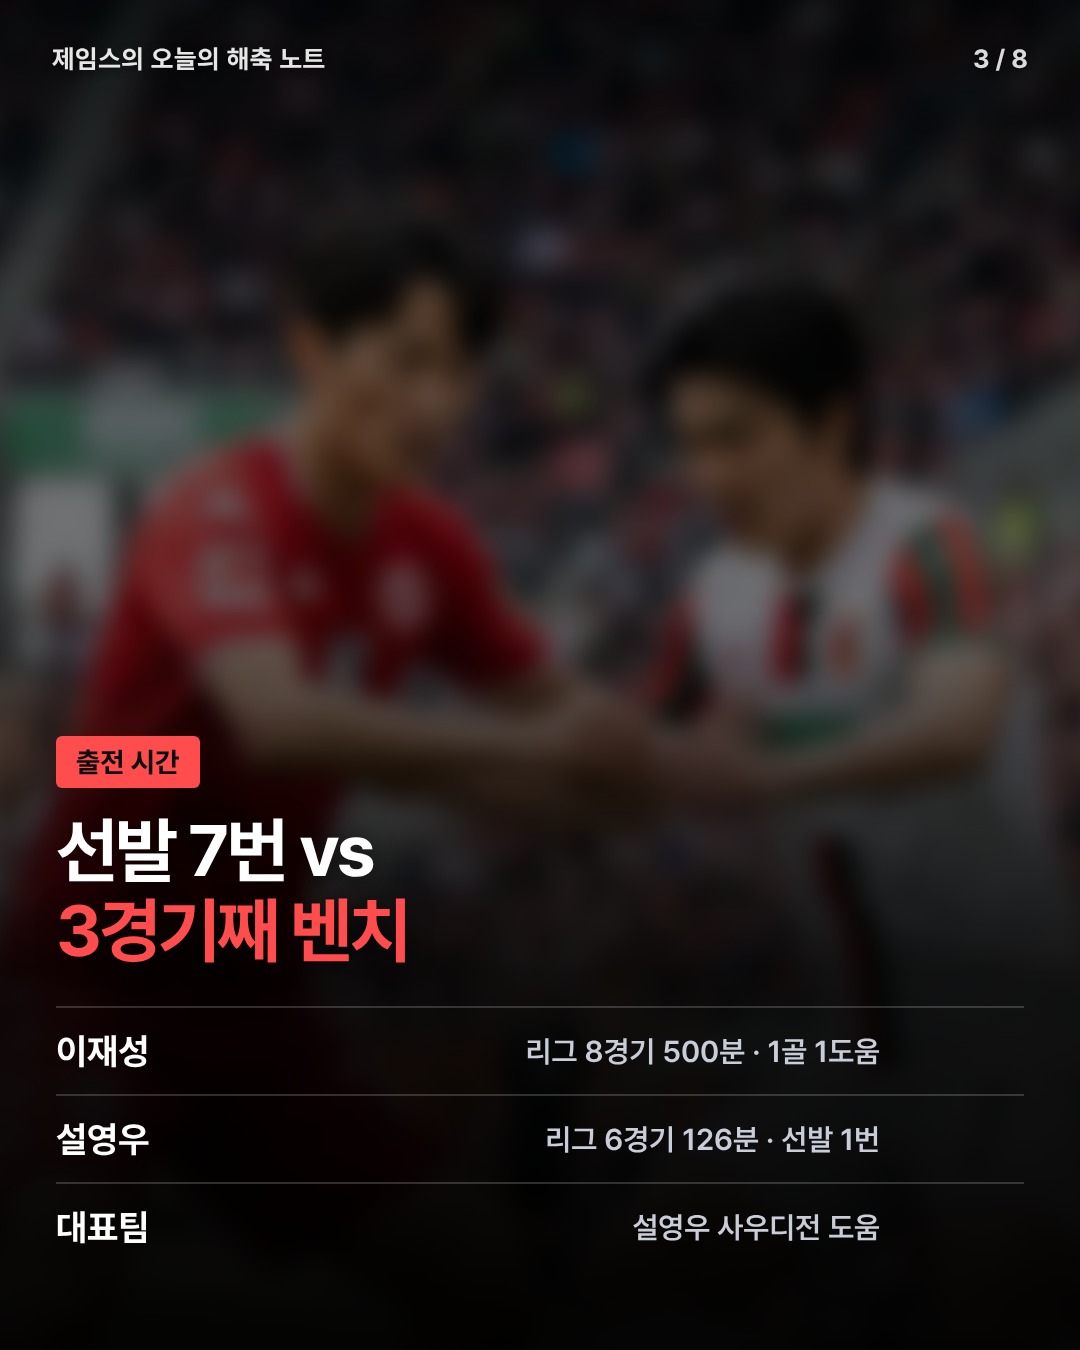 제임스의 오늘의 해축 노트
3 / 8
출전 시간
선발 7번 vs
3경기째 벤치
이재성 리그 8경기 500분 · 1골 1도움
설영우 리그 6경기 126분 · 선발 1번
대표팀 설영우 사우디전 도움